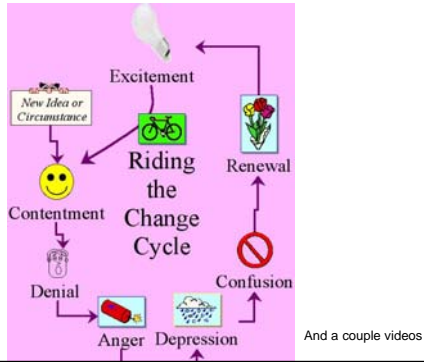 Excitement
New Idea or
Circumstance
Riding
the
Change
Cycle
Renewal
Contentment
Denial
Confusion
Anger
Depression
And a couple videos